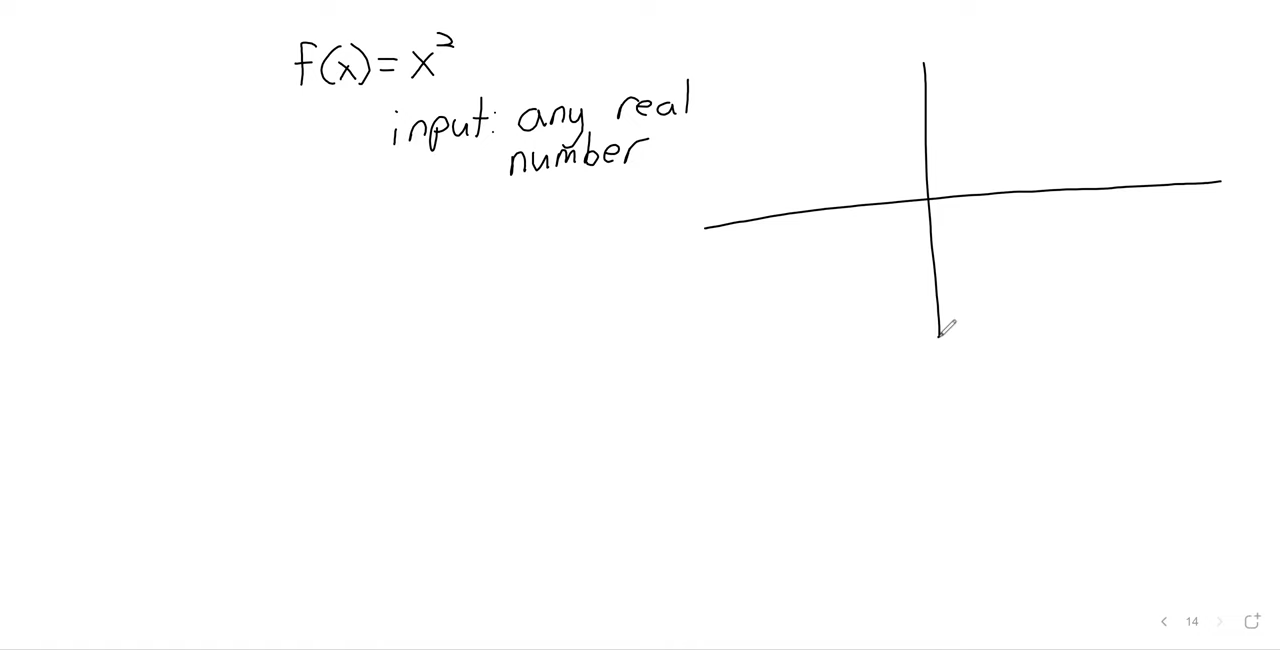 f(x) = x²
input: any real
number
14